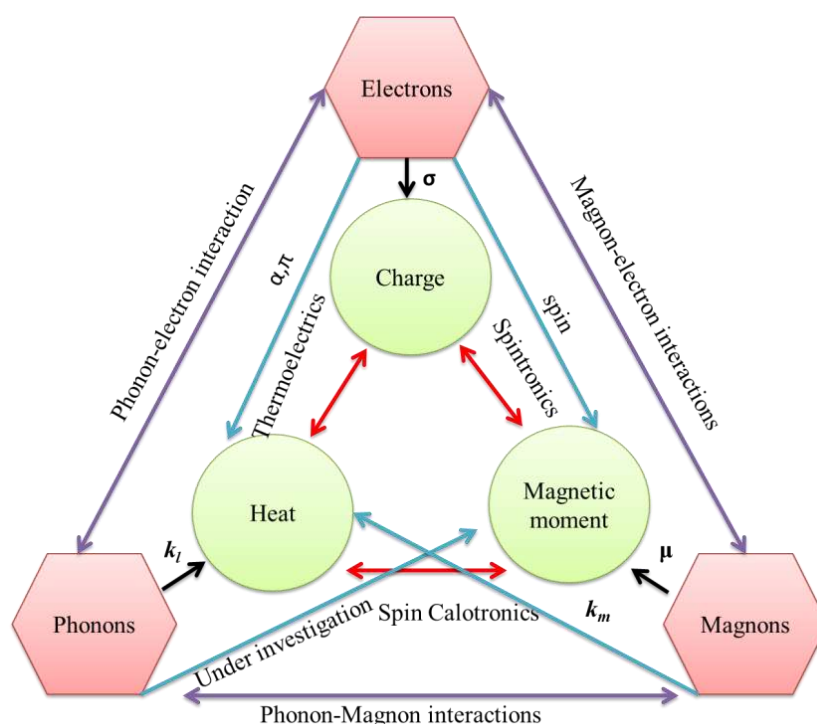 Electrons
σ
Phonon-electron interaction
Magnon-electron interactions
α,π
Charge
spin
Thermoelectrics
Spintronics
Heat
Magnetic
moment
k_l
μ
Phonons
Under investigation
Spin Calotronics
k_m
Magnons
Phonon-Magnon interactions